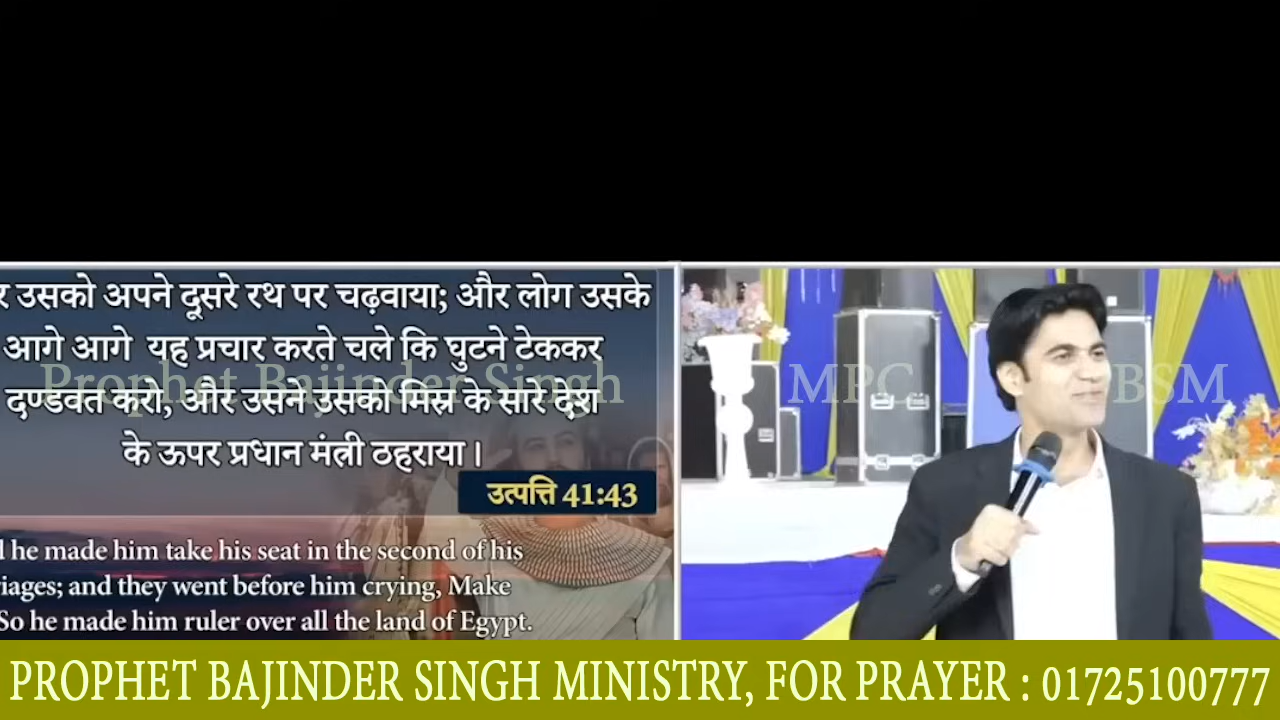 उसको अपने दूसरे रथ पर चढ़वाया; और लोग उसके
आगे आगे यह प्रचार करते चले कि घुटने टेककर
दण्डवत करो, और उसने उसको मिस्र के सारे देश
के ऊपर प्रधान मंत्री ठहराया।
उत्पत्ति 41:43
he made him take his seat in the second of his
iages; and they went before him crying, Make
So he made him ruler over all the land of Egypt.
Prophet Bajinder Singh MPC BSM
PROPHET BAJINDER SINGH MINISTRY, FOR PRAYER : 01725100777